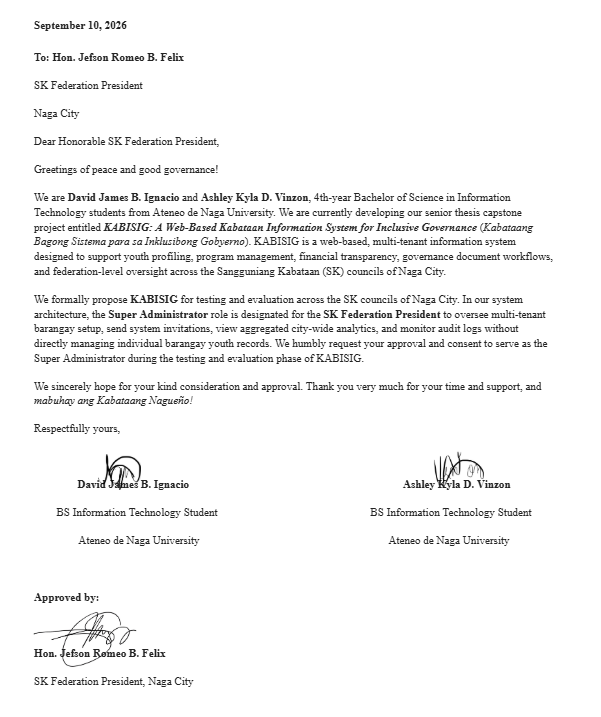 September 10, 2026
To: Hon. Jefson Romeo B. Felix
SK Federation President
Naga City
Dear Honorable SK Federation President,
Greetings of peace and good governance!
We are David James B. Ignacio and Ashley Kyla D. Vinzon, 4th-year Bachelor of Science in Information
Technology students from Ateneo de Naga University. We are currently developing our senior thesis capstone
project entitled KABISIG: A Web-Based Kabataan Information System for Inclusive Governance (Kabataang
Bagong Sistema para sa Inklusibong Gobyerno). KABISIG is a web-based, multi-tenant information system
designed to support youth profiling, program management, financial transparency, governance document workflows,
and federation-level oversight across the Sangguniang Kabataan (SK) councils of Naga City.
We formally propose KABISIG for testing and evaluation across the SK councils of Naga City. In our system
architecture, the Super Administrator role is designated for the SK Federation President to oversee multi-tenant
barangay setup, send system invitations, view aggregated city-wide analytics, and monitor audit logs without
directly managing individual barangay youth records. We humbly request your approval and consent to serve as the
Super Administrator during the testing and evaluation phase of KABISIG.
We sincerely hope for your kind consideration and approval. Thank you very much for your time and support, and
mabuhay ang Kabataang Nagueño!
Respectfully yours,
David James B. Ignacio
BS Information Technology Student
Ateneo de Naga University
Ashley Kyla D. Vinzon
BS Information Technology Student
Ateneo de Naga University
Approved by:
Hon. Jefson Romeo B. Felix
SK Federation President, Naga City